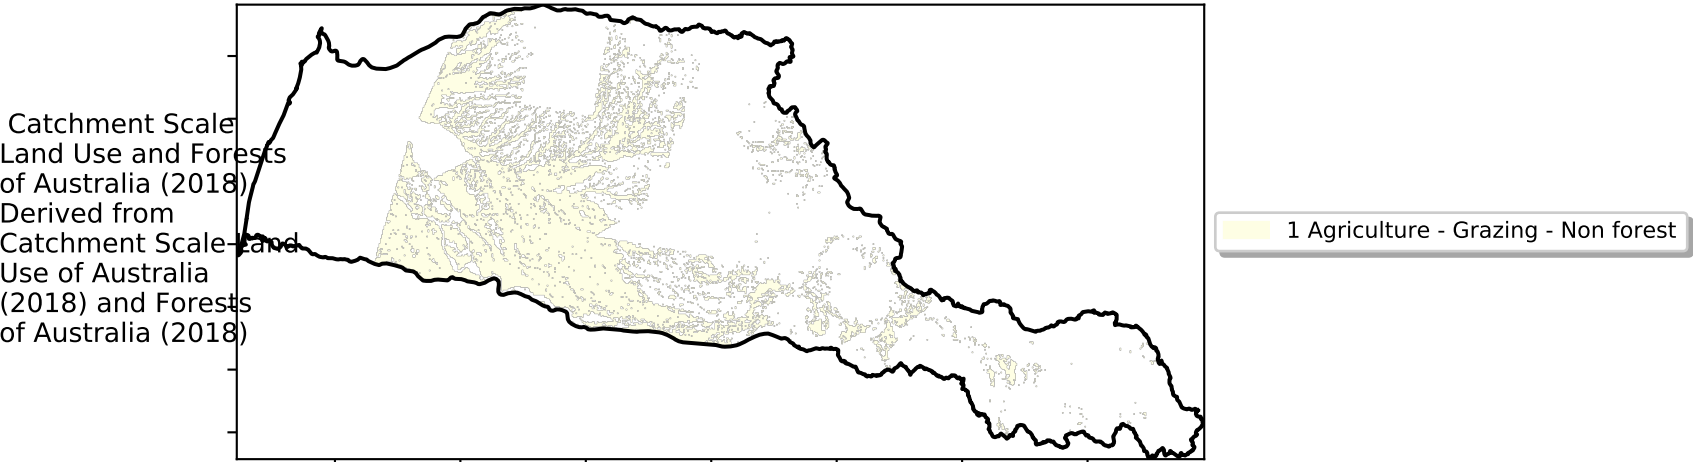 Catchment Scale
Land Use and Forests
of Australia (2018)
Derived from
Catchment Scale Land
Use of Australia
(2018) and Forests
of Australia (2018)
1 Agriculture - Grazing - Non forest